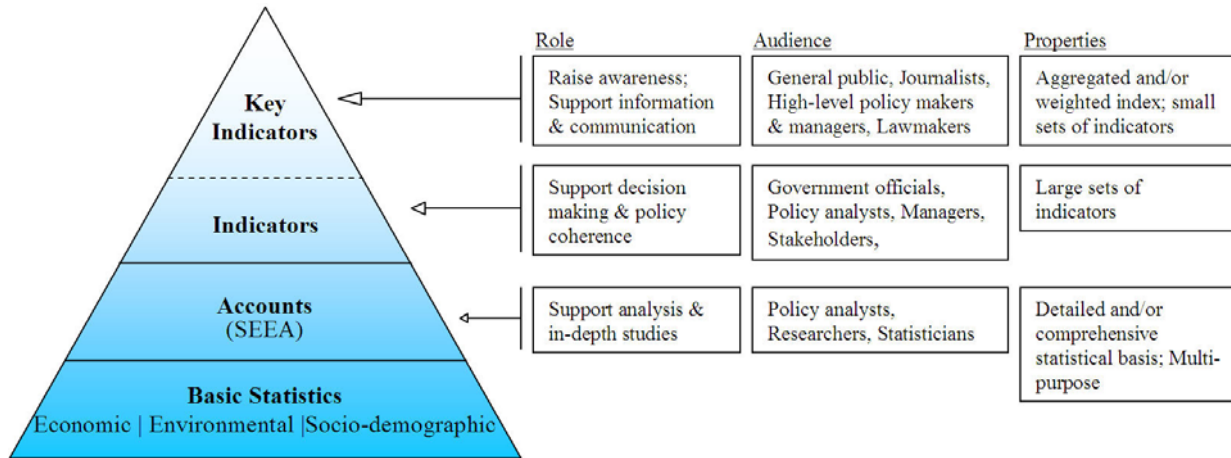 Key
Indicators
Indicators
Accounts
(SEEA)
Basic Statistics
Economic | Environmental |Socio-demographic
Role
Audience
Properties
Raise awareness;
Support information
& communication
General public, Journalists,
High-level policy makers
& managers, Lawmakers
Aggregated and/or
weighted index; small
sets of indicators
Support decision
making & policy
coherence
Government officials,
Policy analysts, Managers,
Stakeholders,
Large sets of
indicators
Support analysis &
in-depth studies
Policy analysts,
Researchers, Statisticians
Detailed and/or
comprehensive
statistical basis; Multi-
purpose